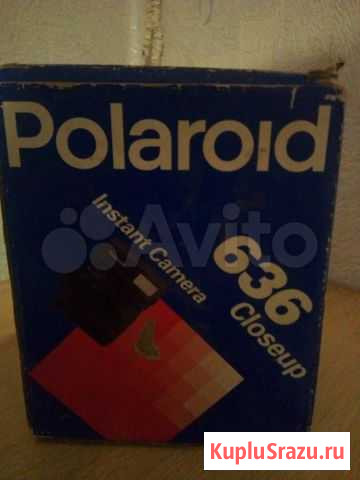 Polaroid
Instant Camera
636
Closeup
Avito
KupluSrazu.ru